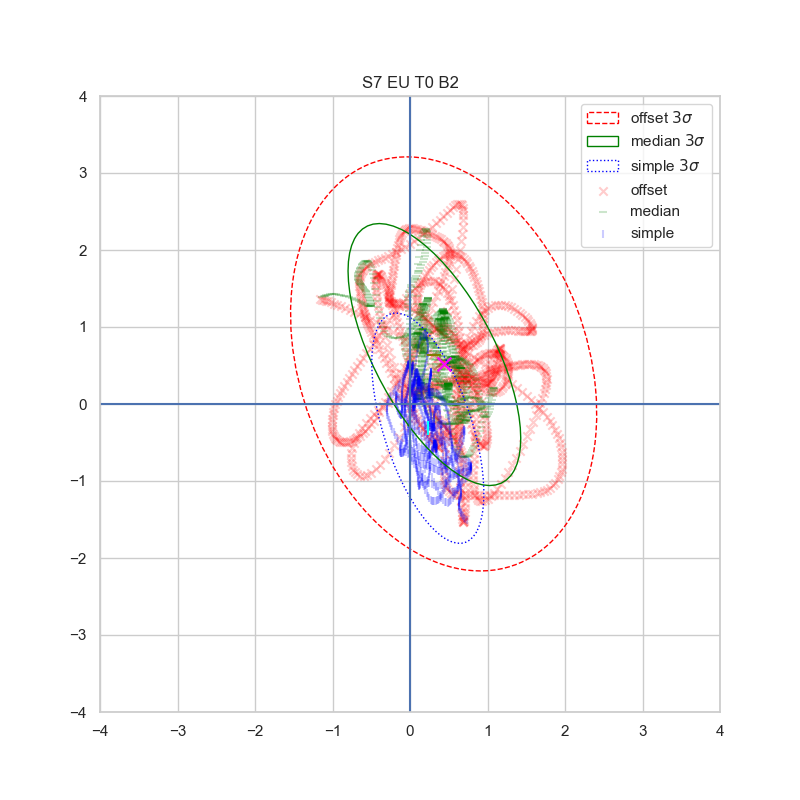 S7 EU T0 B2
offset 3σ
median 3σ
simple 3σ
offset
median
simple
4
3
2
1
0
−1
−2
−3
−4
−4 −3 −2 −1 0 1 2 3 4